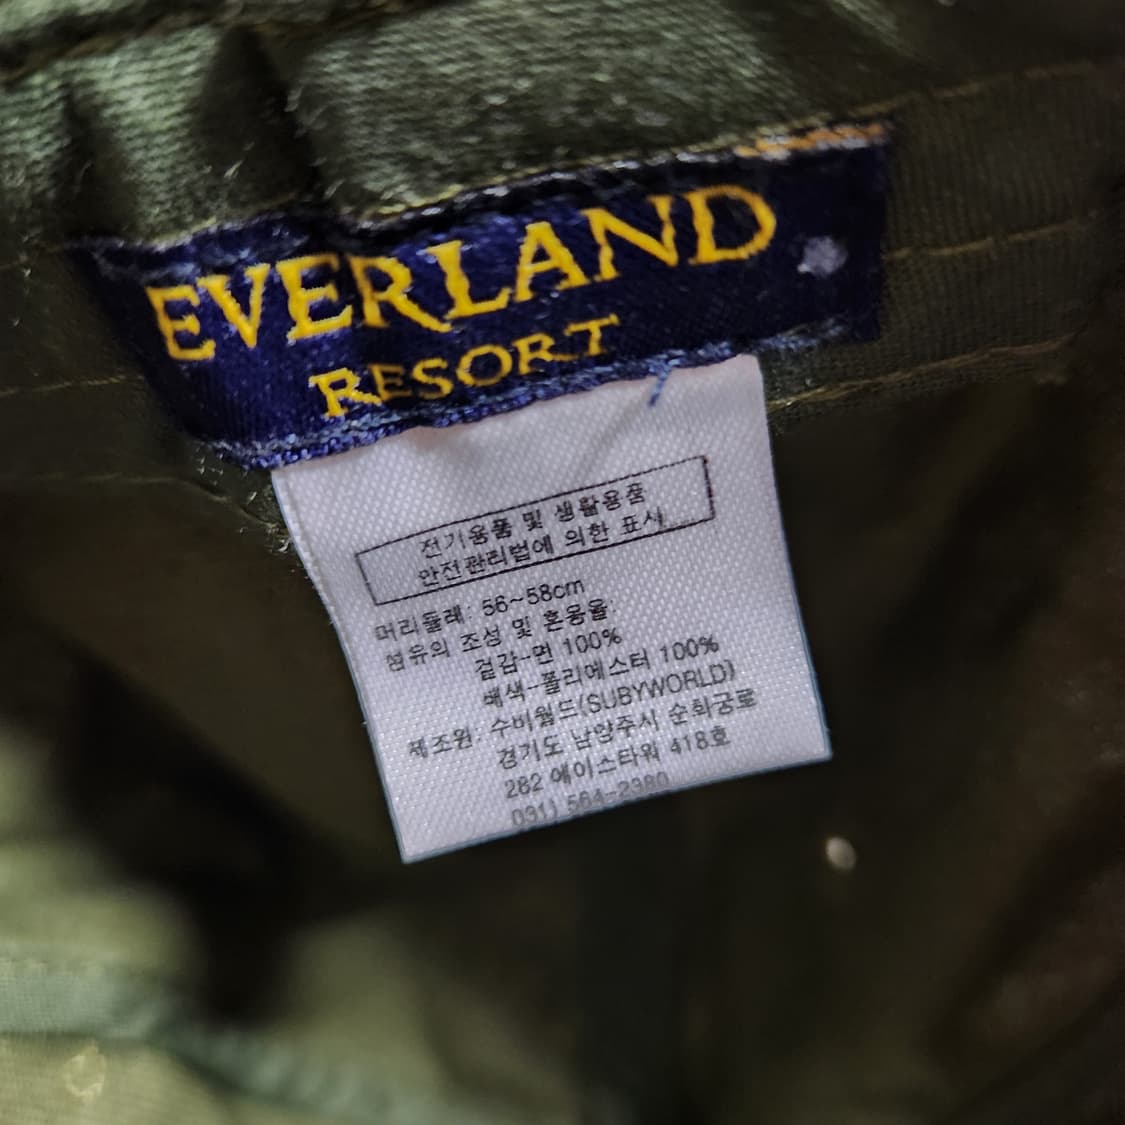 EVERLAND
RESORT
전기용품 및 생활용품
안전관리법에 의한 표시
머리둘레: 56~58cm
섬유의 조성 및 혼용율:
겉감-면 100%
배색-폴리에스터 100%
제조원: 수비월드(SUBYWORLD)
경기도 남양주시 순화궁로
282 에이스타워 418호
031) 564-2380